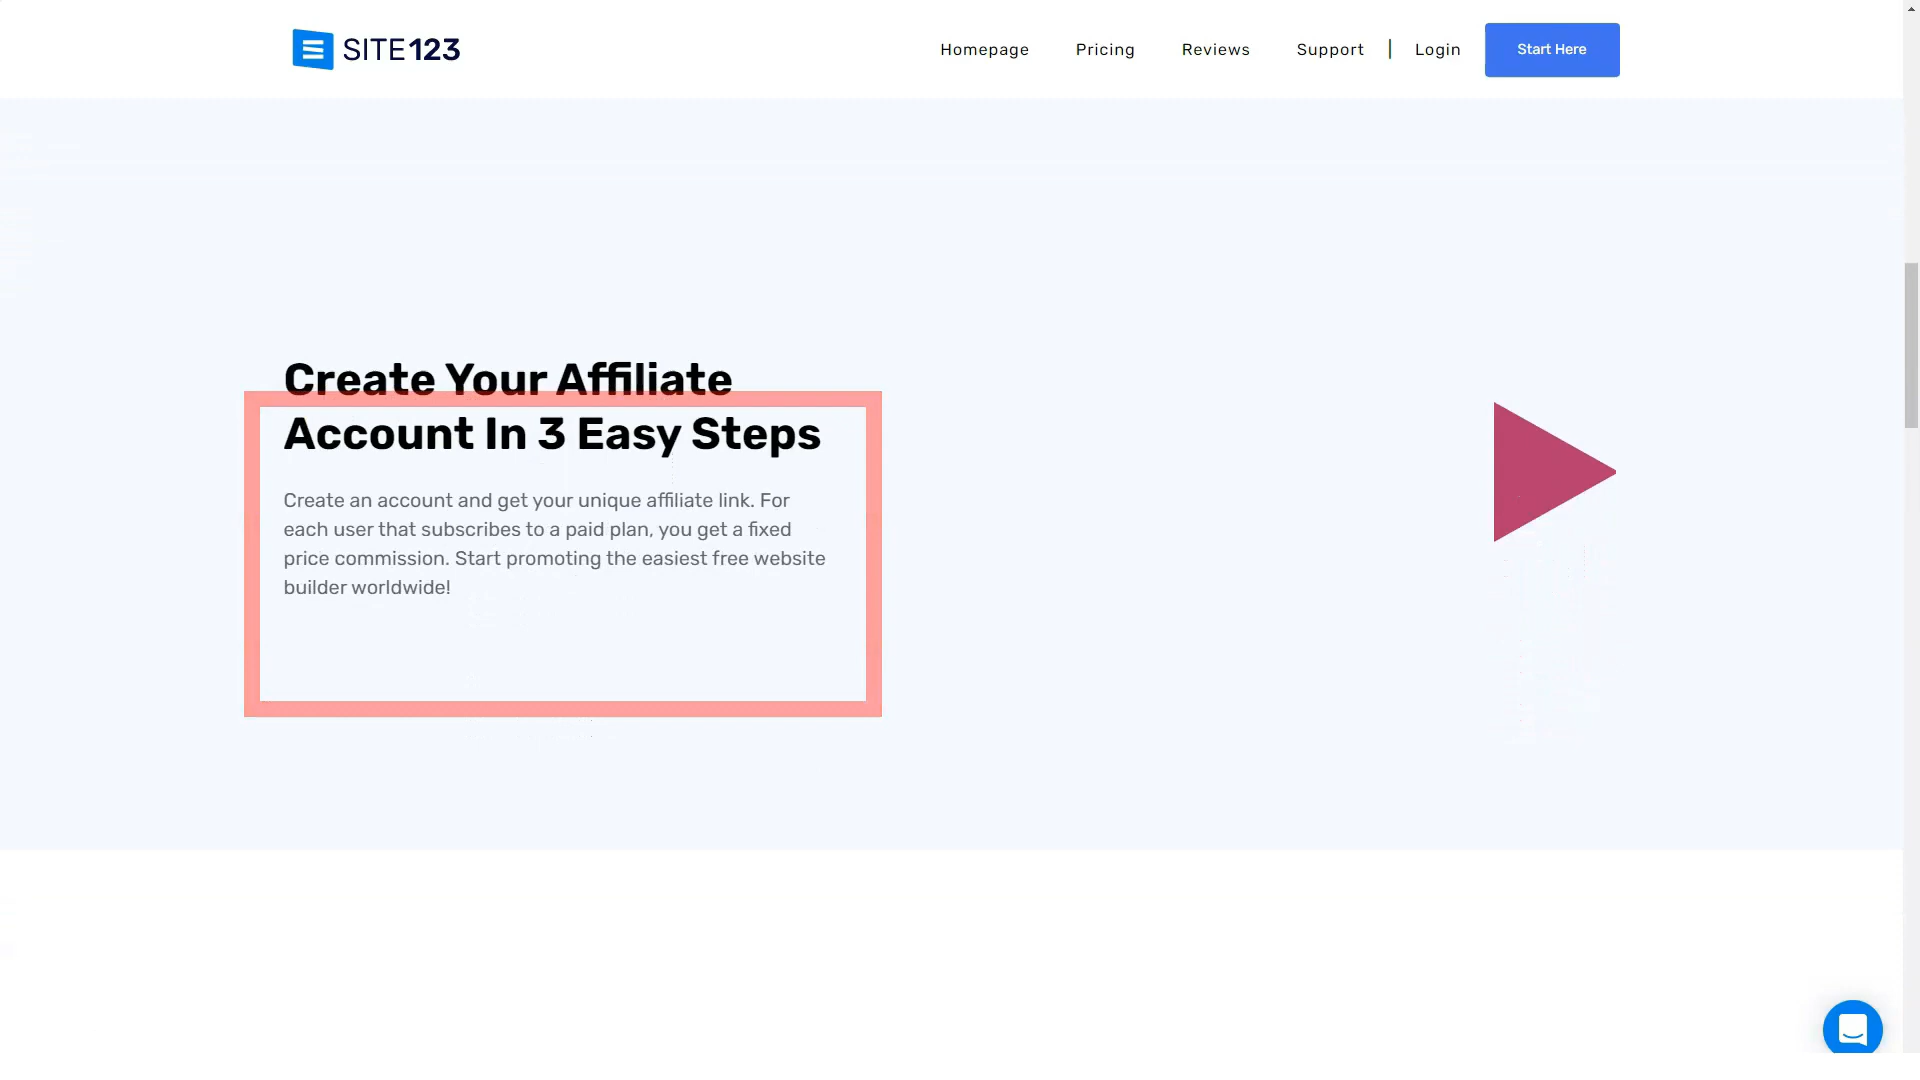 SITE123
Homepage
Pricing
Reviews
Support
Login
Start Here
Create Your Affiliate
Account In 3 Easy Steps
Create an account and get your unique affiliate link. For
each user that subscribes to a paid plan, you get a fixed
price commission. Start promoting the easiest free website
builder worldwide!